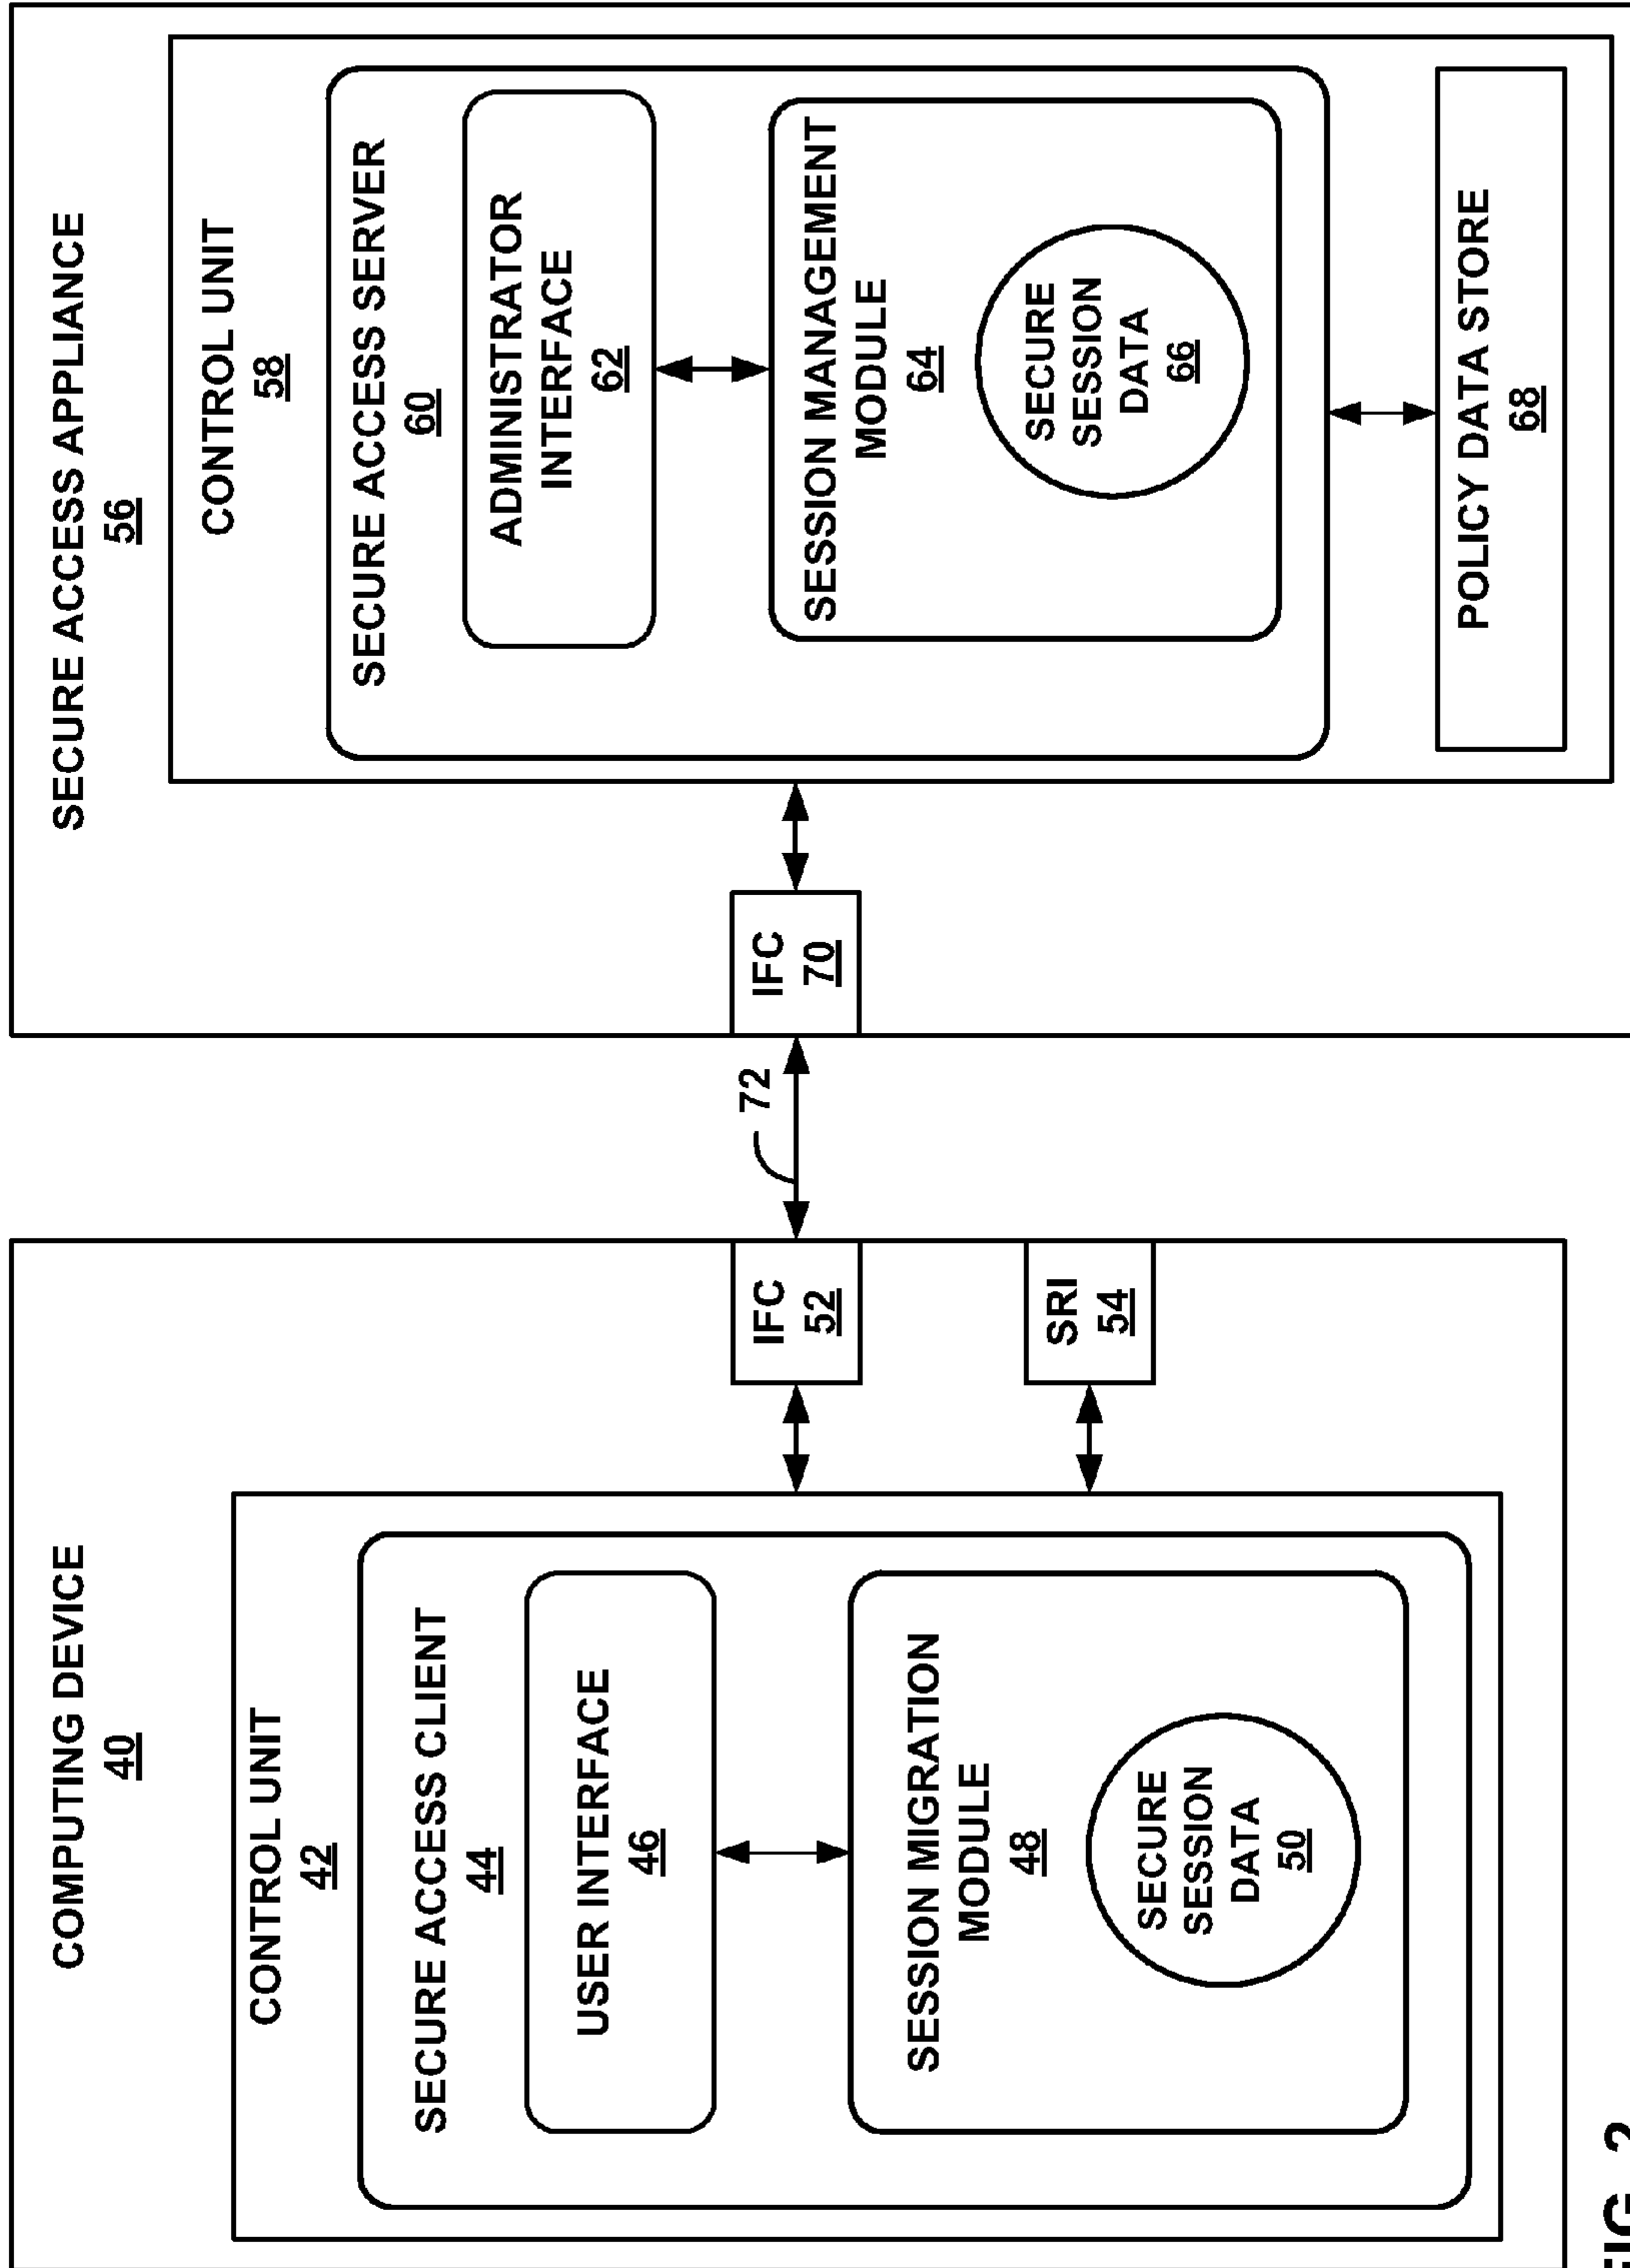 COMPUTING DEVICE
40
CONTROL UNIT
42
SECURE ACCESS CLIENT
44
USER INTERFACE
46
SESSION MIGRATION
MODULE
48
SECURE
SESSION
DATA
50
IFC
52
SRI
54
72
SECURE ACCESS APPLIANCE
56
CONTROL UNIT
58
SECURE ACCESS SERVER
60
ADMINISTRATOR
INTERFACE
62
SESSION MANAGEMENT
MODULE
64
SECURE
SESSION
DATA
66
POLICY DATA STORE
68
IFC
70
FIG. 2